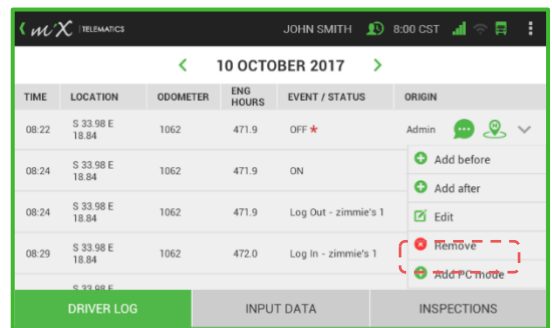 miX TELEMATICS JOHN SMITH 8:00 CST
10 OCTOBER 2017
TIME LOCATION ODOMETER ENG HOURS EVENT / STATUS ORIGIN
08:22 S 33.98 E 18.84 1062 471.9 OFF * Admin
Add before
08:24 S 33.98 E 18.84 1062 471.9 ON
Add after
08:24 S 33.98 E 18.84 1062 471.9 Log Out - zimmie's 1
Edit
08:29 S 33.98 E 18.84 1062 472.0 Log In - zimmie's 1
Remove
Add PC mode
S 33.98 E
DRIVER LOG INPUT DATA INSPECTIONS